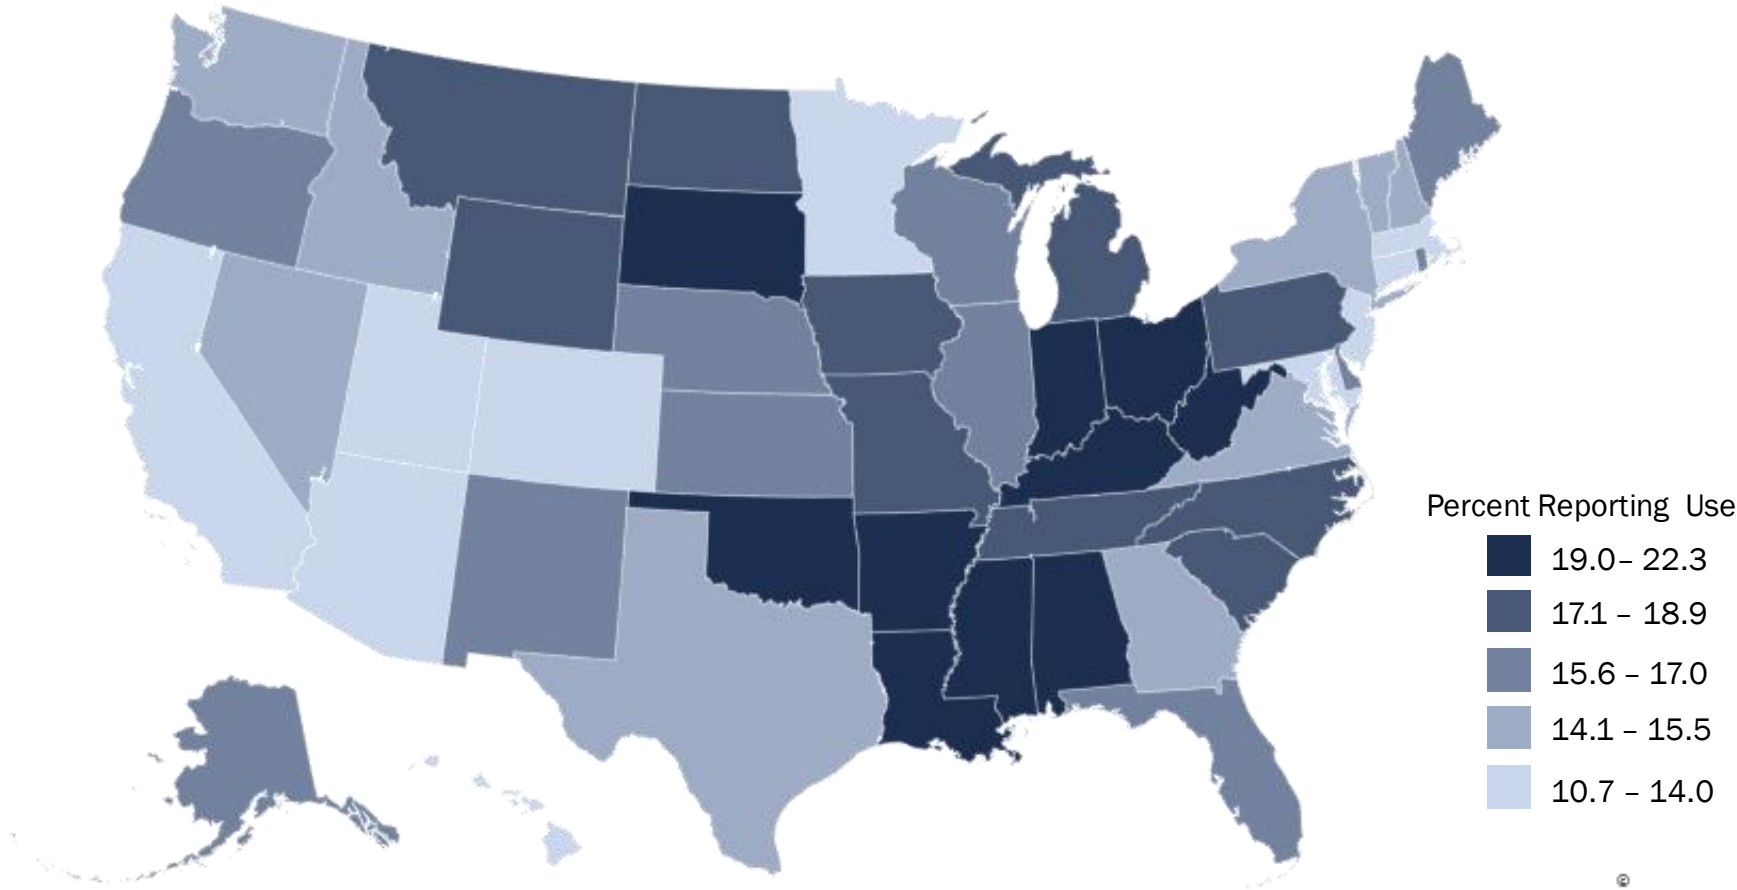 Percent Reporting Use
19.0– 22.3
17.1 – 18.9
15.6 – 17.0
14.1 – 15.5
10.7 – 14.0
©